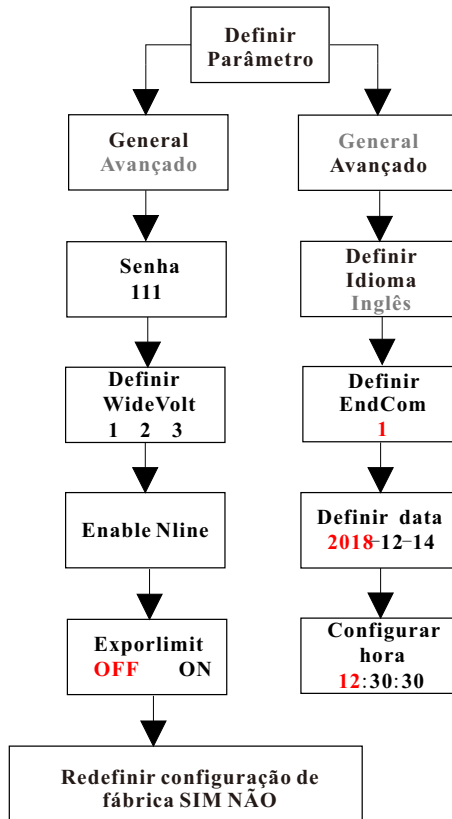 Definir
Parâmetro
General
Avançado
Senha
111
Definir
WideVolt
1 2 3
Enable Nline
Exporlimit
OFF ON
Redefinir configuração de
fábrica SIM NÃO
General
Avançado
Definir
Idioma
Inglês
Definir
EndCom
1
Definir data
2018-12-14
Configurar
hora
12:30:30